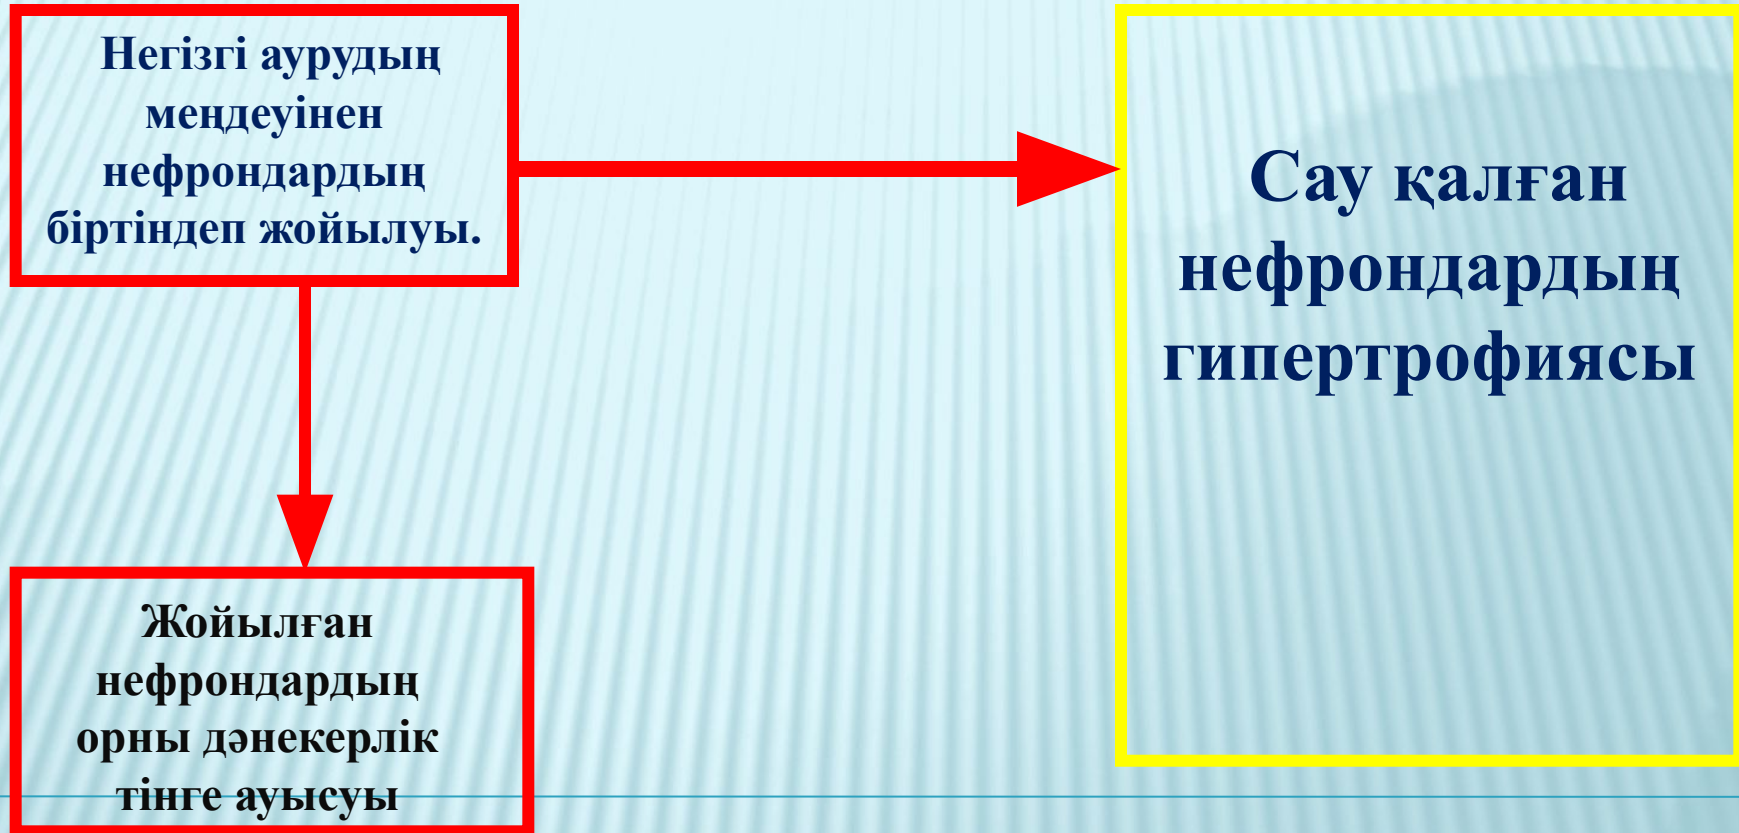 Негізгі аурудың
меңдеуінен
нефрондардың
біртіндеп жойылуы.
Сау қалған
нефрондардың
гипертрофиясы
Жойылған
нефрондардың
орны дәнекерлік
тінге ауысуы